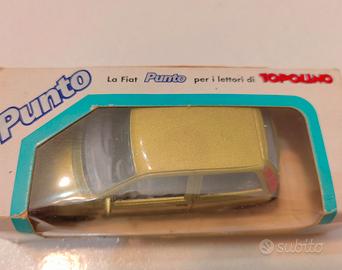 Punto
La Fiat Punto per i lettori di TOPOLINO
subito